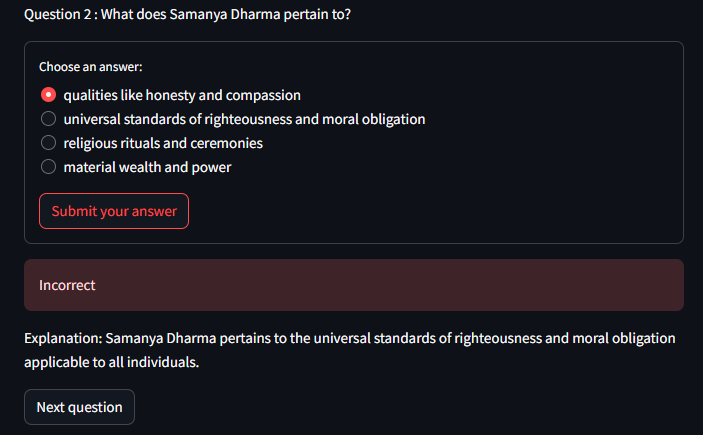 Question 2 : What does Samanya Dharma pertain to?
Choose an answer:
qualities like honesty and compassion
universal standards of righteousness and moral obligation
religious rituals and ceremonies
material wealth and power
Submit your answer
Incorrect
Explanation: Samanya Dharma pertains to the universal standards of righteousness and moral obligation
applicable to all individuals.
Next question